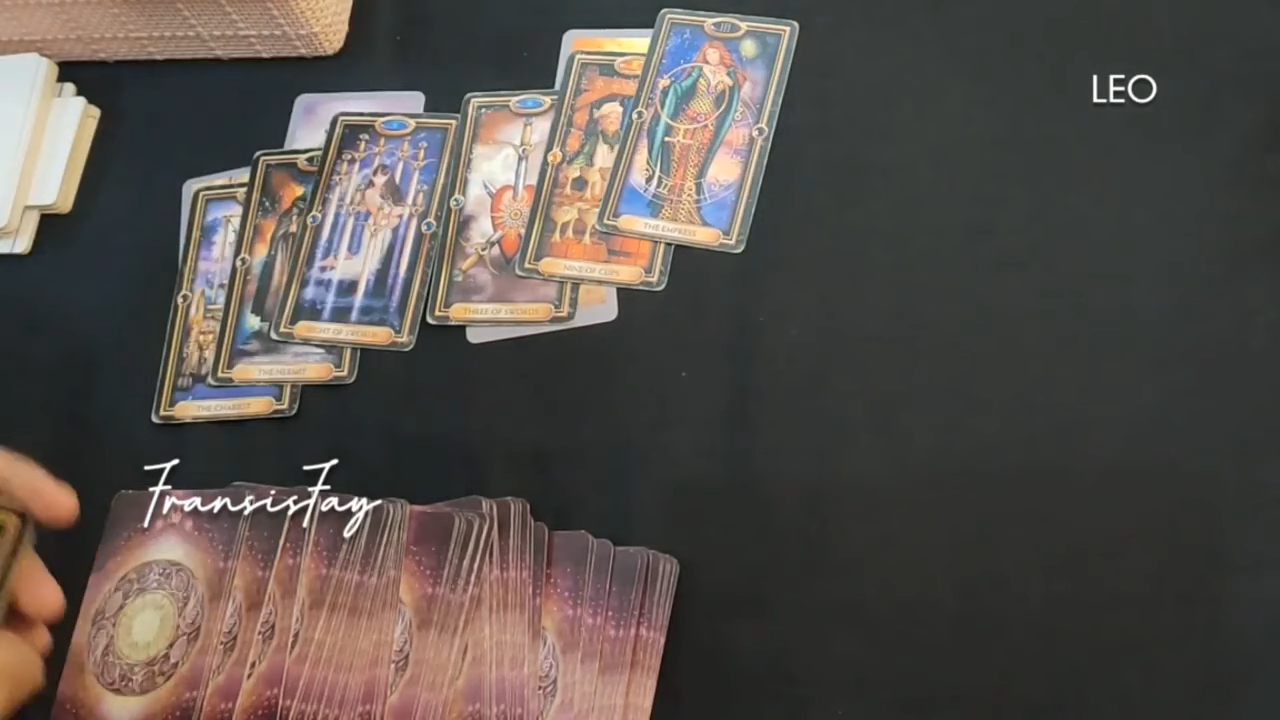 III
THE EMPRESS
NINE OF CUPS
THREE OF SWORDS
EIGHT OF SWORDS
THE HERMIT
THE CHARIOT
LEO
FransisFay